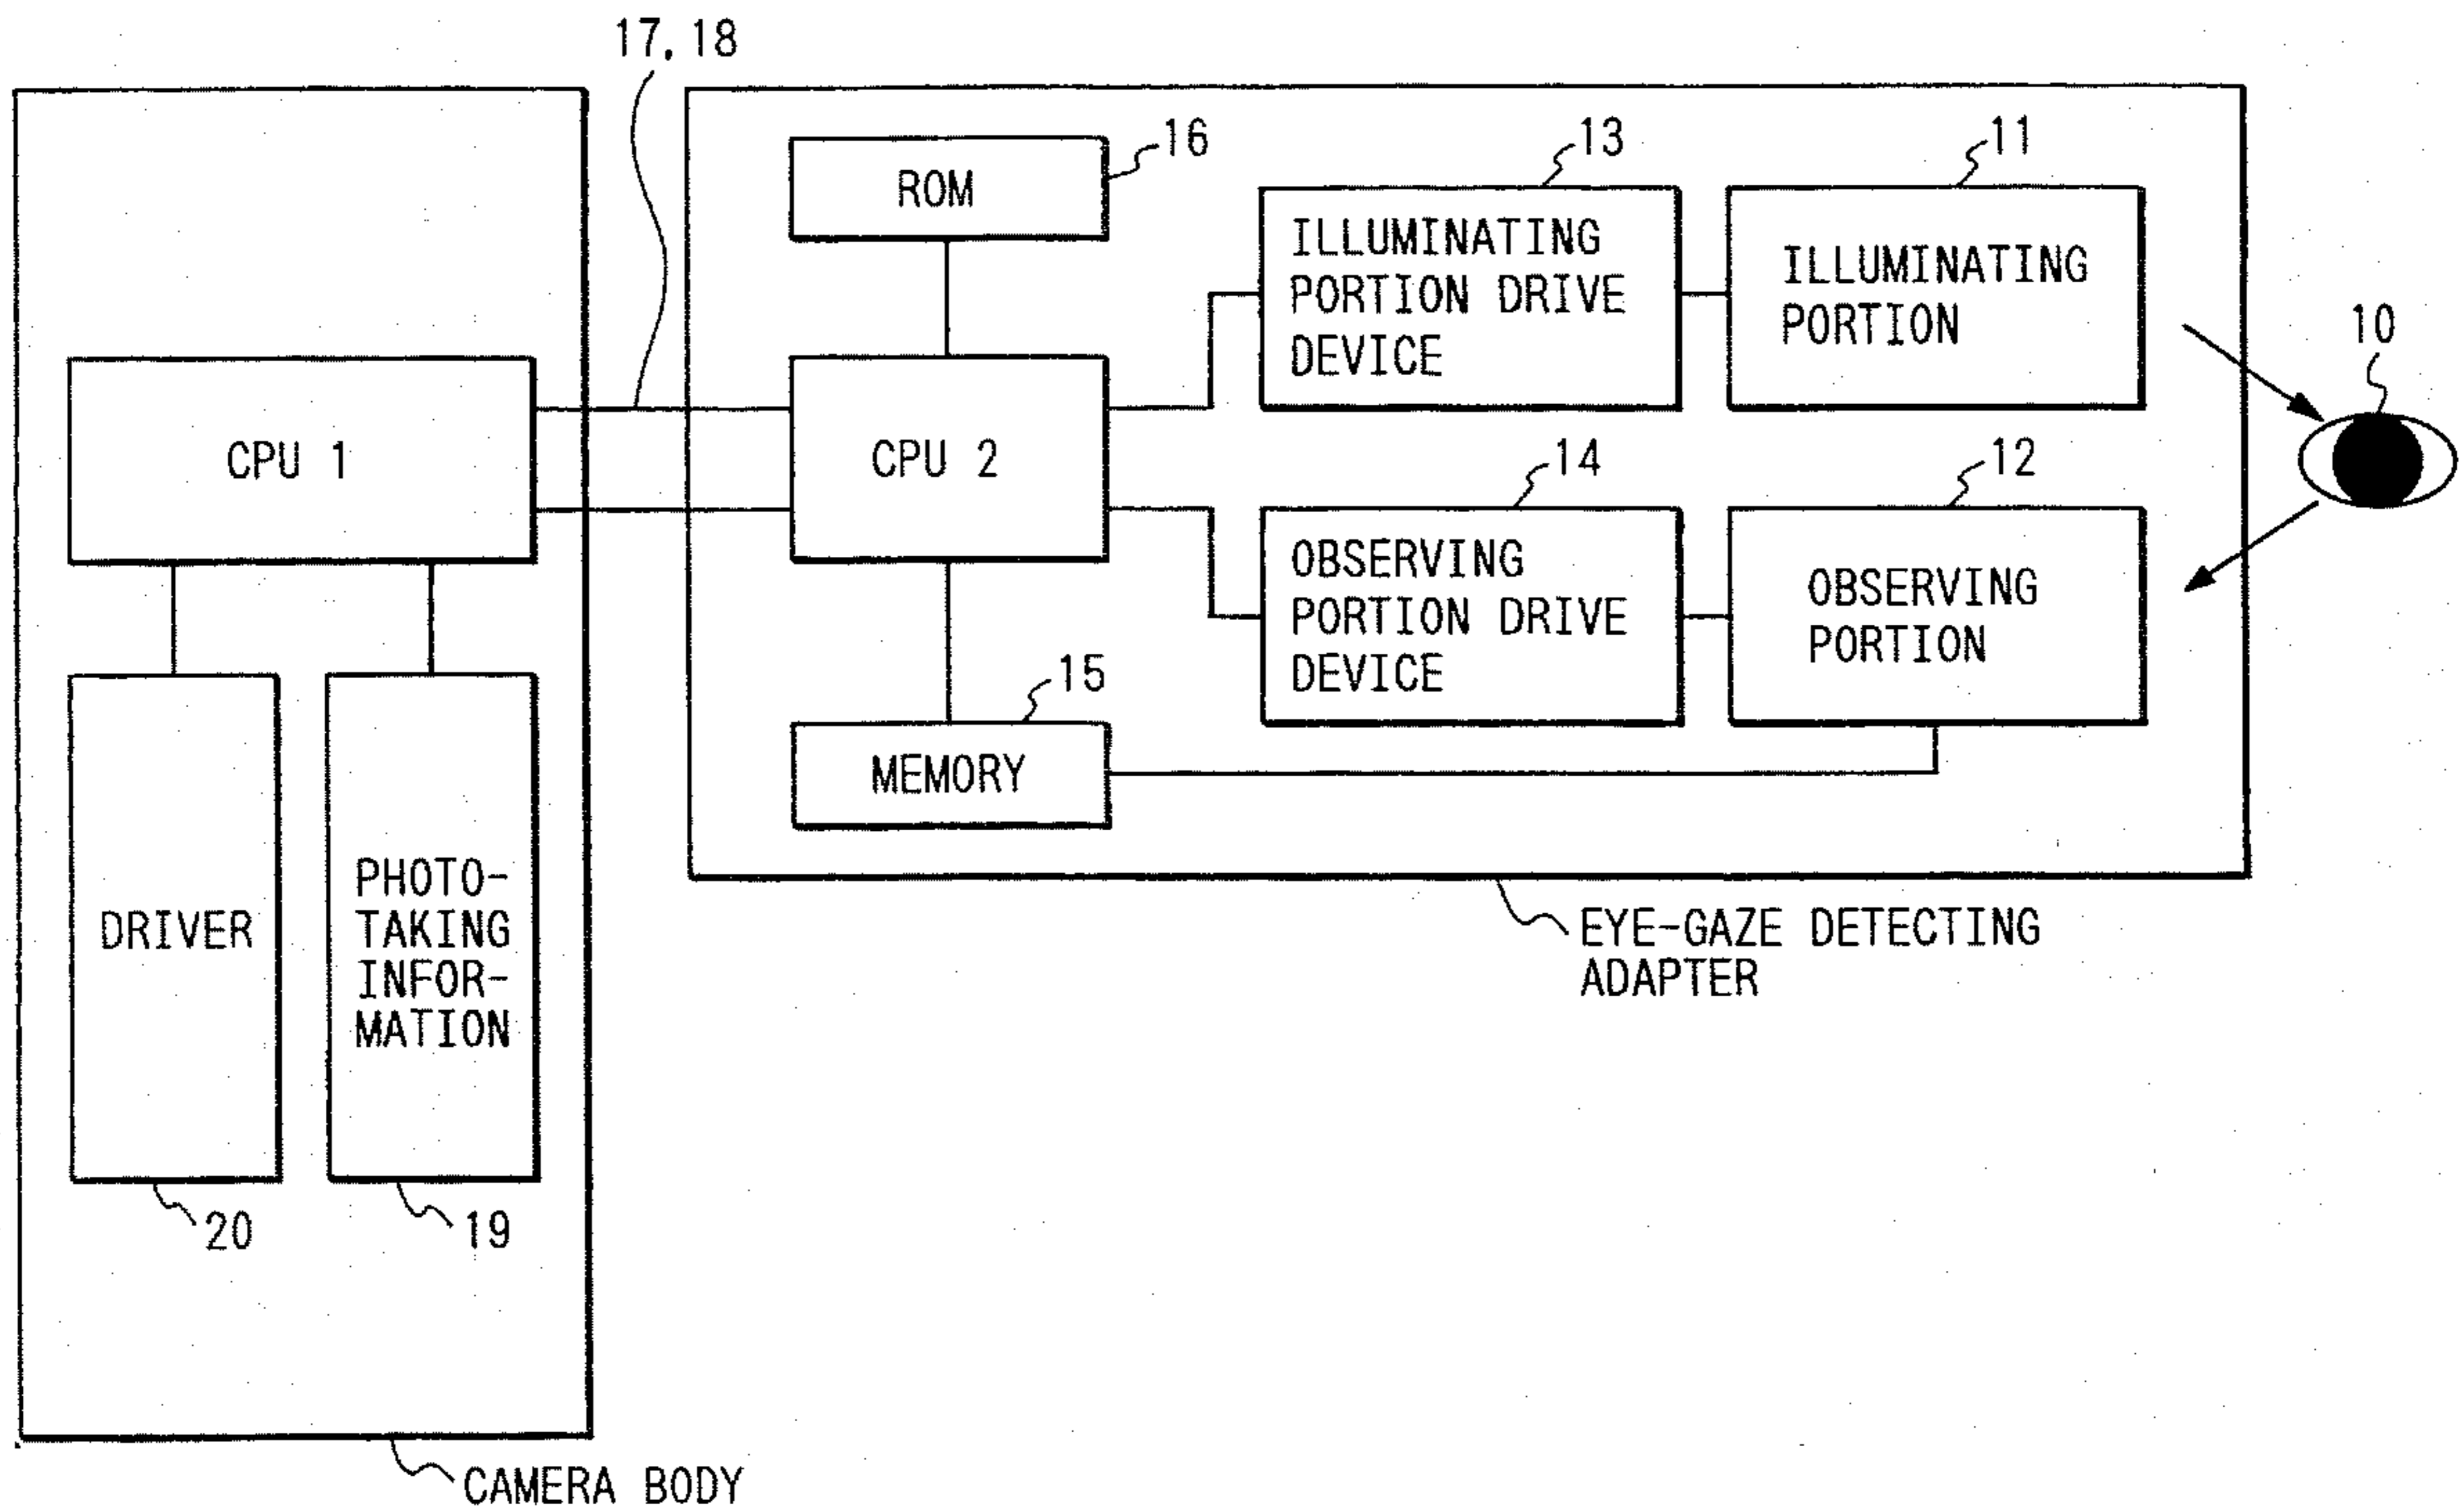 17, 18
16
ROM
13
ILLUMINATING
PORTION DRIVE
DEVICE
11
ILLUMINATING
PORTION
10
CPU 1
CPU 2
14
OBSERVING
PORTION DRIVE
DEVICE
12
OBSERVING
PORTION
15
MEMORY
DRIVER
PHOTO-
TAKING
INFOR-
MATION
EYE-GAZE DETECTING
ADAPTER
20
19
CAMERA BODY